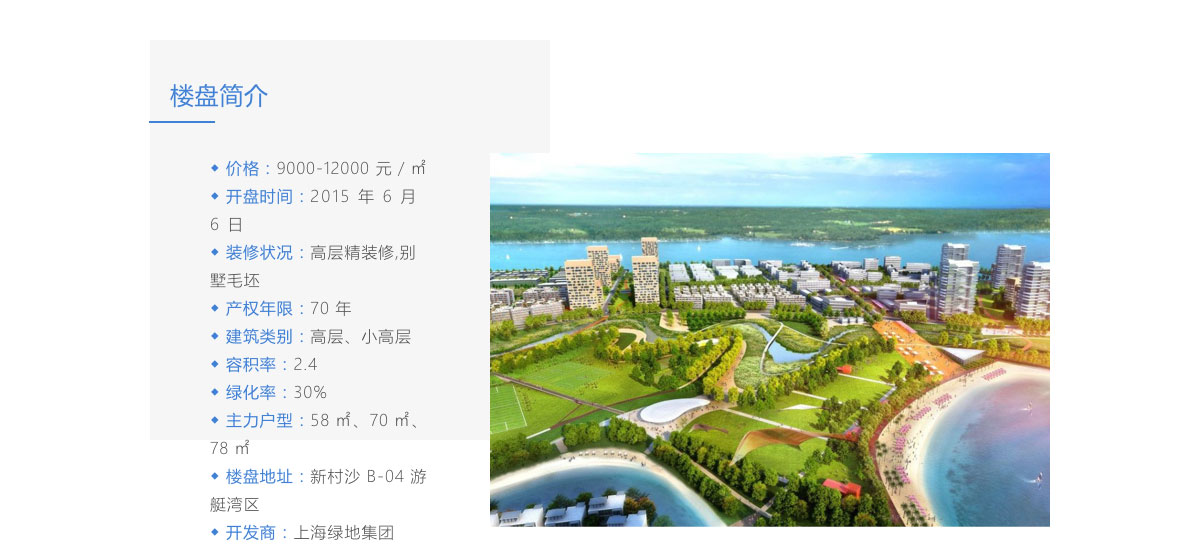 楼盘简介
价格：9000-12000 元 / ㎡
开盘时间：2015 年 6 月
6 日
装修状况：高层精装修,别
墅毛坯
产权年限：70 年
建筑类别：高层、小高层
容积率：2.4
绿化率：30%
主力户型：58 ㎡、70 ㎡、
78 ㎡
楼盘地址：新村沙 B-04 游
艇湾区
开发商：上海绿地集团